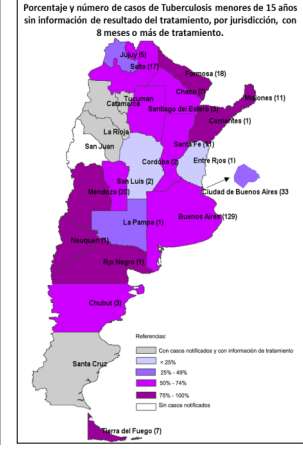 Porcentaje y número de casos de Tuberculosis menores de 15 años
sin información de resultado del tratamiento, por jurisdicción, con
8 meses o más de tratamiento.
Jujuy (5)
Salta (17)
Formosa (18)
Chaco (7)
Misiones (11)
Tucuman
Catamarca
Santiago del Estero
Corrientes (1)
La Rioja
Santa Fe (11)
San Juan
Córdoba (2)
Entre Ríos (1)
San Luis (2)
Mendoza (20)
Ciudad de Buenos Aires (33
La Pampa (1)
Buenos Aires (129)
Neuquén (1)
Río Negro (1)
Chubut (3)
Referencias:
Con casos notificados y con información de tratamiento
< 25%
25% - 49%
50% - 74%
75% - 100%
Sin casos notificados
Santa Cruz
Tierra del Fuego (7)